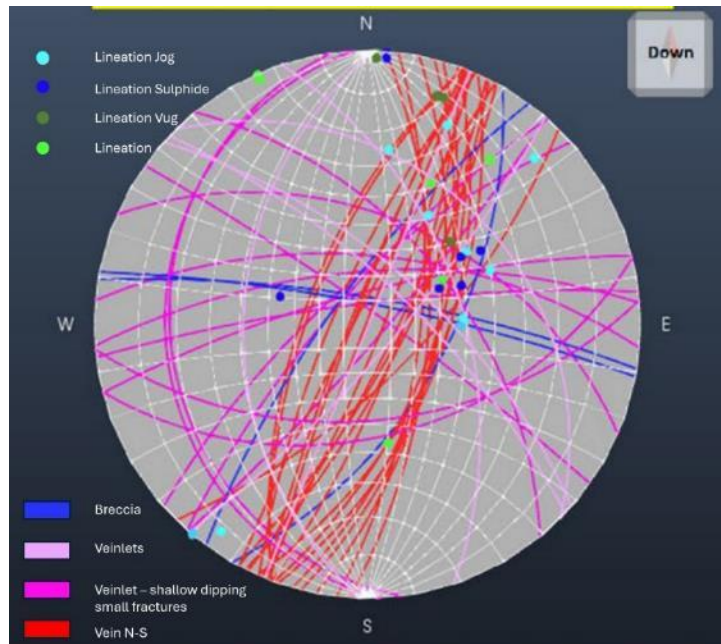 N
Down
Lineation Jog
Lineation Sulphide
Lineation Vug
Lineation
W
E
Breccia
Veinlets
Veinlet – shallow dipping
small fractures
Vein N-S
S